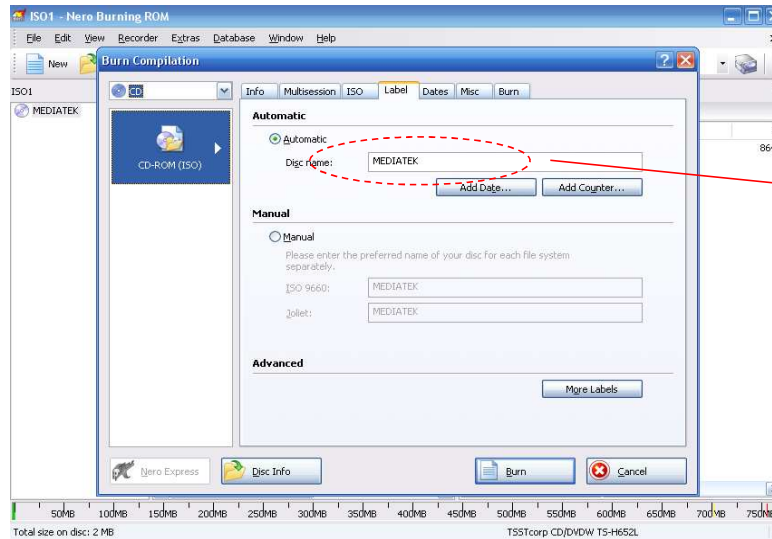 ISO1 - Nero Burning ROM
File Edit View Recorder Extras Database Window Help
New
Burn Compilation
ISO1
MEDIATEK
CD
CD-ROM (ISO)
Info Multisession ISO Label Dates Misc Burn
Automatic
Automatic
Disc name: MEDIATEK
Add Date... Add Counter...
Manual
Manual
Please enter the preferred name of your disc for each file system
separately.
ISO 9660: MEDIATEK
Joliet: MEDIATEK
Advanced
More Labels
Nero Express Disc Info Burn Cancel
50MB 100MB 150MB 200MB 250MB 300MB 350MB 400MB 450MB 500MB 550MB 600MB 650MB 700MB
Total size on disc: 2 MB TSSTcorp CD/DVDW TS-H652L